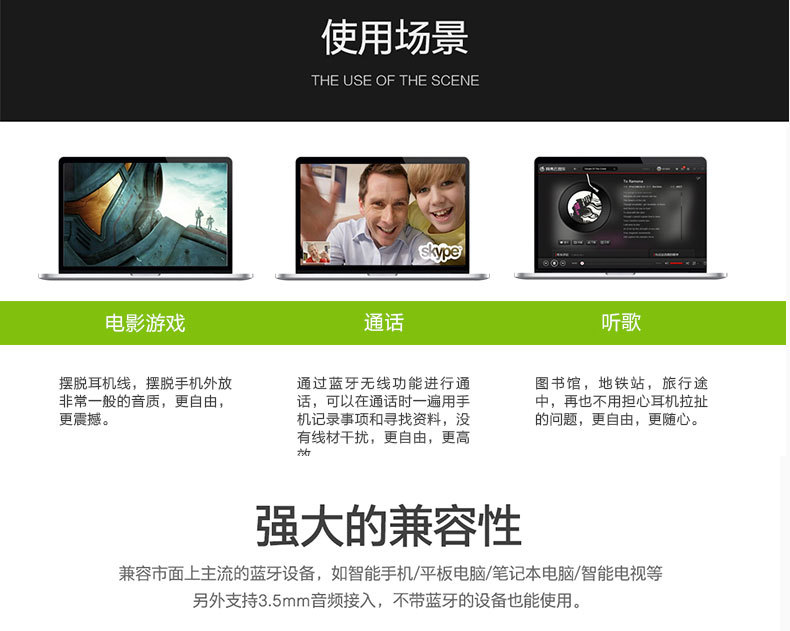 使用场景
THE USE OF THE SCENE
skype
To Ramona
电影游戏
通话
听歌
摆脱耳机线，摆脱手机外放
非常一般的音质，更自由，
更震撼。
通过蓝牙无线功能进行通
话，可以在通话时一遍用手
机记录事项和寻找资料，没
有线材干扰，更自由，更高
效
图书馆，地铁站，旅行途
中，再也不用担心耳机拉扯
的问题，更自由，更随心。
强大的兼容性
兼容市面上主流的蓝牙设备，如智能手机/平板电脑/笔记本电脑/智能电视等
另外支持3.5mm音频接入，不带蓝牙的设备也能使用。